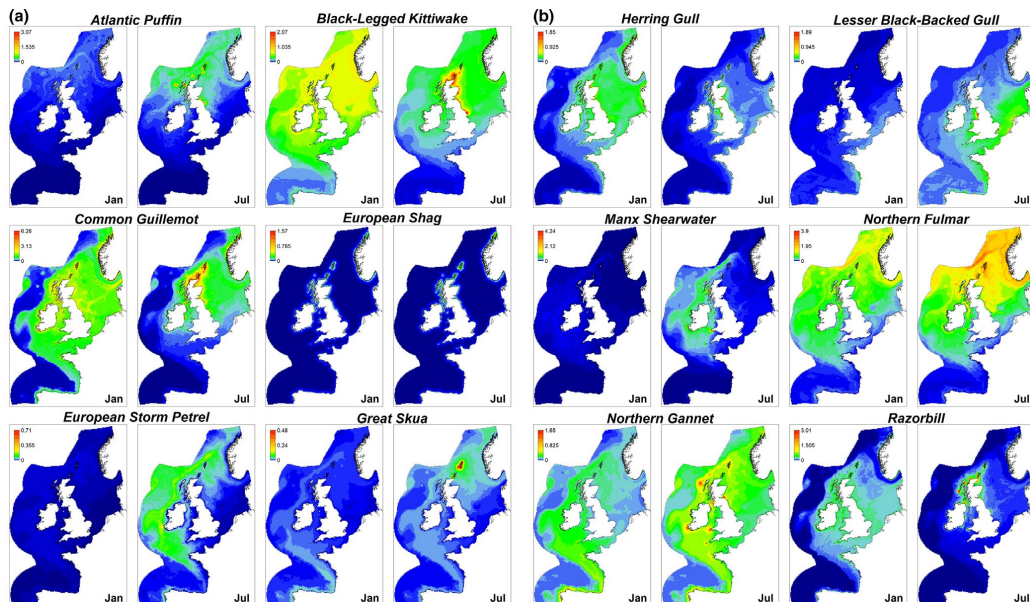 (a)
Atlantic Puffin
Black-Legged Kittiwake
(b)
Herring Gull
Lesser Black-Backed Gull
3.07
1.535
0
Jan
Jul
2.07
1.035
0
Jan
Jul
1.85
0.925
0
Jan
Jul
1.89
0.945
0
Jan
Jul
Common Guillemot
European Shag
Manx Shearwater
Northern Fulmar
6.26
3.13
0
Jan
Jul
1.57
0.785
0
Jan
Jul
4.24
2.12
0
Jan
Jul
3.9
1.95
0
Jan
Jul
European Storm Petrel
Great Skua
Northern Gannet
Razorbill
0.71
0.355
0
Jan
Jul
0.48
0.24
0
Jan
Jul
1.65
0.825
0
Jan
Jul
3.01
1.505
0
Jan
Jul